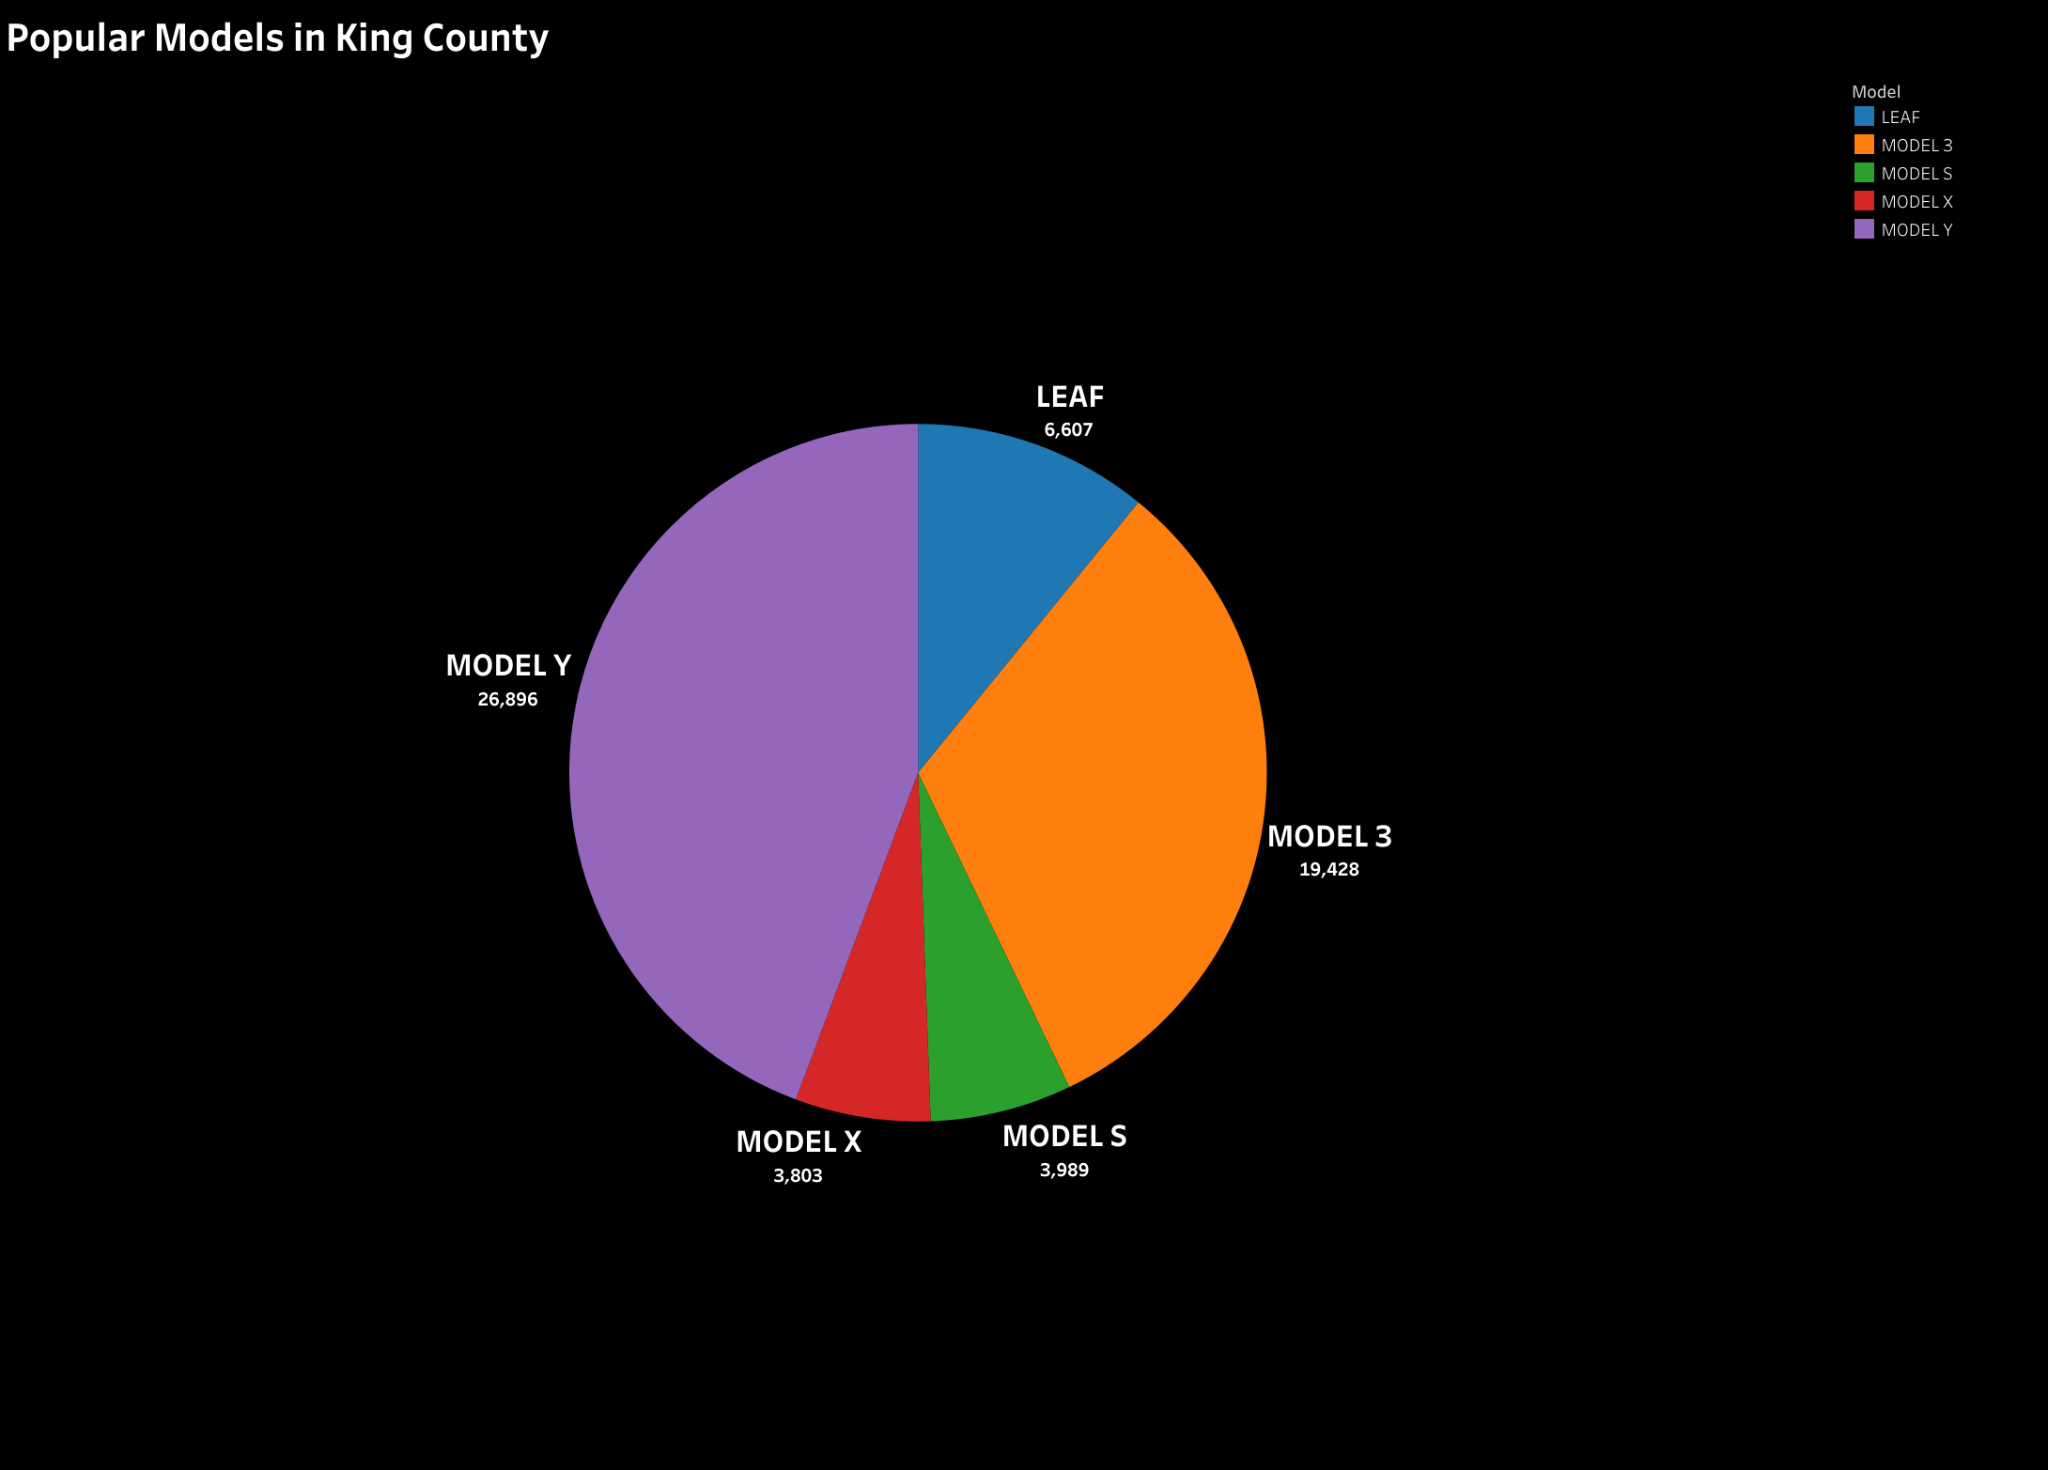 Popular Models in King County
Model
LEAF
MODEL 3
MODEL S
MODEL X
MODEL Y
LEAF
6,607
MODEL Y
26,896
MODEL 3
19,428
MODEL S
3,989
MODEL X
3,803